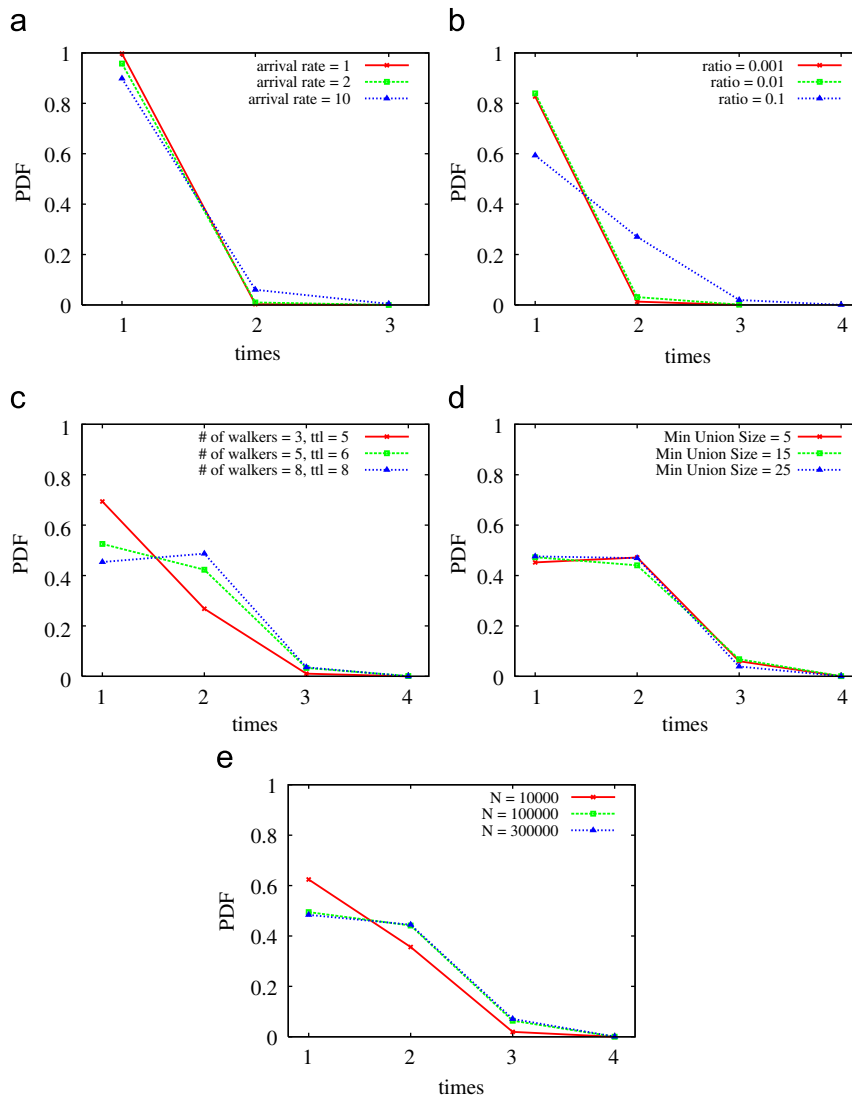 a
1
0.8
0.6
0.4
0.2
0
PDF
arrival rate = 1
arrival rate = 2
arrival rate = 10
1
2
3
times
b
1
0.8
0.6
0.4
0.2
0
PDF
ratio = 0.001
ratio = 0.01
ratio = 0.1
1
2
3
4
times
c
1
0.8
0.6
0.4
0.2
0
PDF
# of walkers = 3, ttl = 5
# of walkers = 5, ttl = 6
# of walkers = 8, ttl = 8
1
2
3
4
times
d
1
0.8
0.6
0.4
0.2
0
PDF
Min Union Size = 5
Min Union Size = 15
Min Union Size = 25
1
2
3
4
times
e
1
0.8
0.6
0.4
0.2
0
PDF
N = 10000
N = 100000
N = 300000
1
2
3
4
times